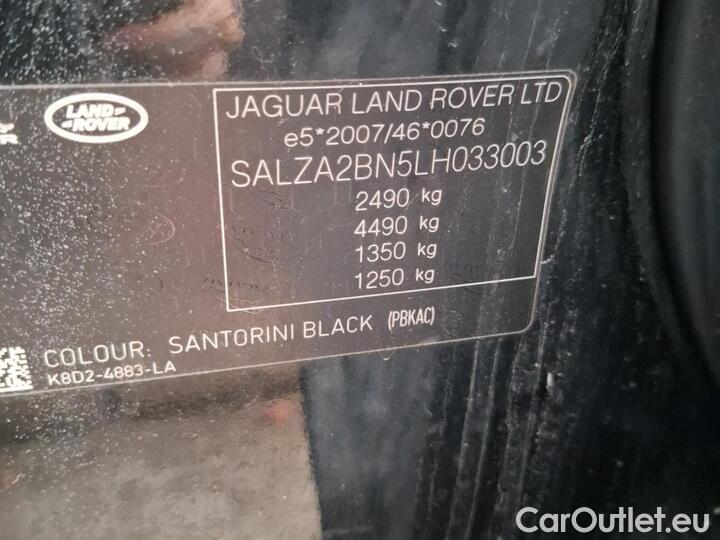 LAND-
ROVER
JAGUAR LAND ROVER LTD
e5*2007/46*0076
SALZA2BN5LH033003
2490 kg
4490 kg
1350 kg
1250 kg
COLOUR: SANTORINI BLACK (PBKAC)
K8D2-4883-LA
CarOutlet.eu